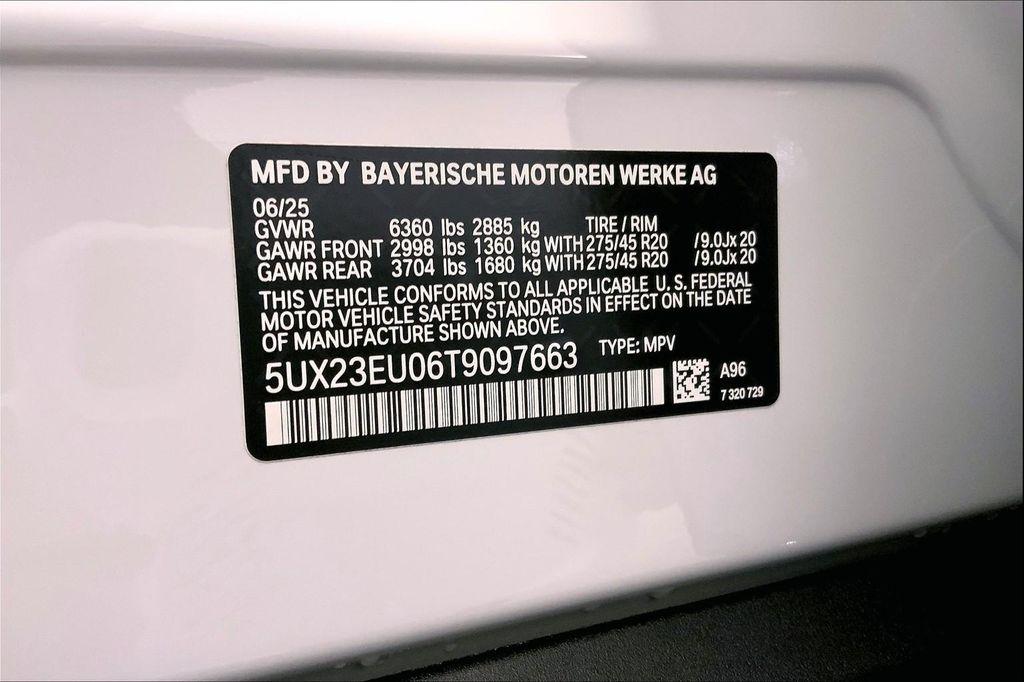 MFD BY BAYERISCHE MOTOREN WERKE AG
06/25
GVWR 6360 lbs 2885 kg TIRE / RIM
GAWR FRONT 2998 lbs 1360 kg WITH 275/45 R20 /9.0Jx 20
GAWR REAR 3704 lbs 1680 kg WITH 275/45 R20 /9.0Jx 20
THIS VEHICLE CONFORMS TO ALL APPLICABLE U. S. FEDERAL
MOTOR VEHICLE SAFETY STANDARDS IN EFFECT ON THE DATE
OF MANUFACTURE SHOWN ABOVE.
5UX23EU06T9097663 TYPE: MPV
A96
7 320 729